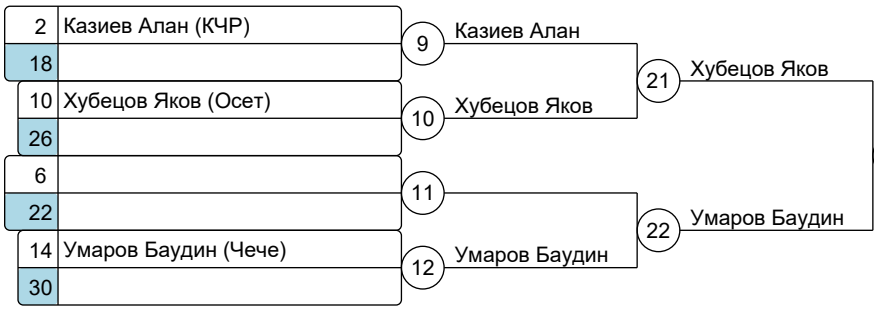 2 Казиев Алан (КЧР)
18
9 Казиев Алан
10 Хубецов Яков (Осет)
26
10 Хубецов Яков
21 Хубецов Яков
6
22
11
14 Умаров Баудин (Чече)
30
12 Умаров Баудин
22 Умаров Баудин